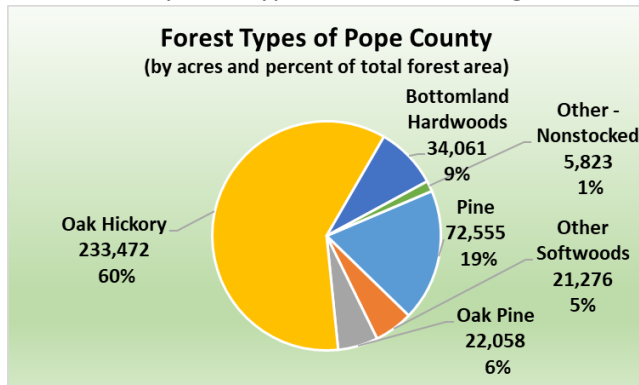 Forest Types of Pope County
(by acres and percent of total forest area)
Bottomland
Hardwoods
34,061
9%
Other -
Nonstocked
5,823
1%
Pine
72,555
19%
Other
Softwoods
21,276
5%
Oak Pine
22,058
6%
Oak Hickory
233,472
60%